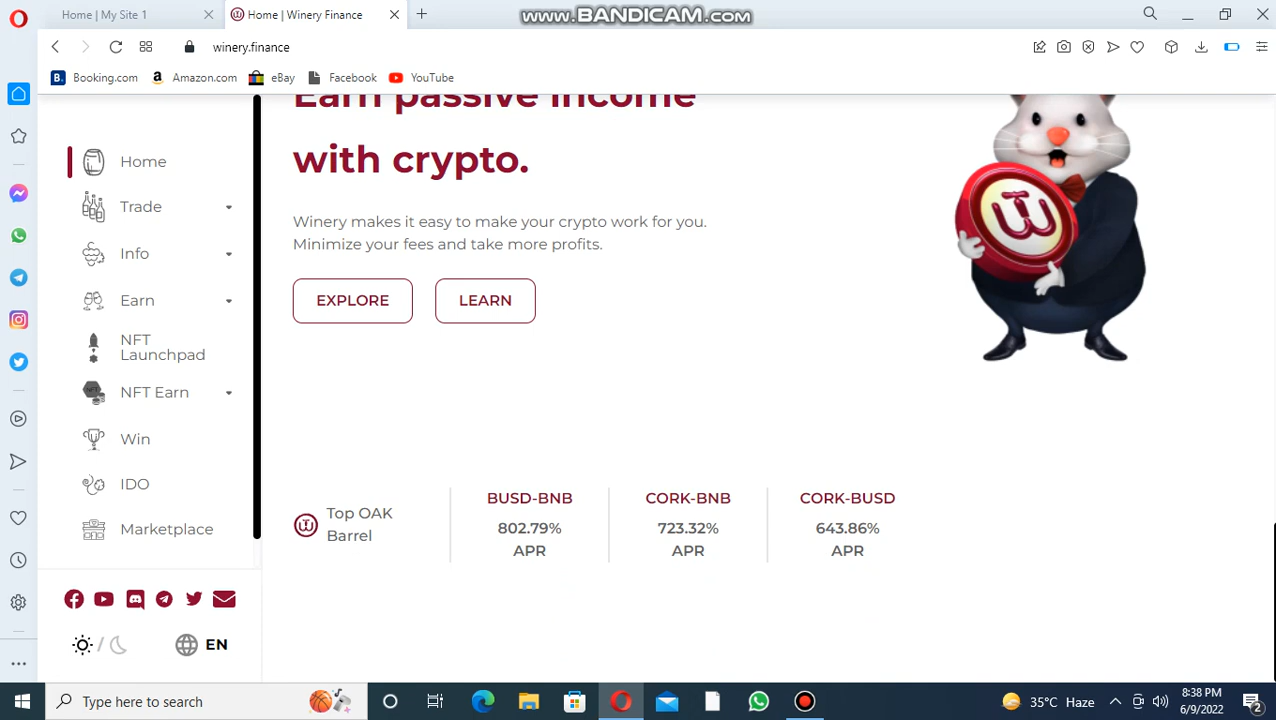 Home | My Site 1
Home | Winery Finance
www.BANDICAM.com
winery.finance
B. Booking.com
a Amazon.com
eBay
Facebook
YouTube
Home
Trade
Info
Earn
NFT
Launchpad
NFT Earn
Win
IDO
Marketplace
EN
Earn passive income
with crypto.
Winery makes it easy to make your crypto work for you.
Minimize your fees and take more profits.
EXPLORE
LEARN
Top OAK
Barrel
BUSD-BNB
802.79%
APR
CORK-BNB
723.32%
APR
CORK-BUSD
643.86%
APR
Type here to search
35°C Haze
8:38 PM
6/9/2022
2